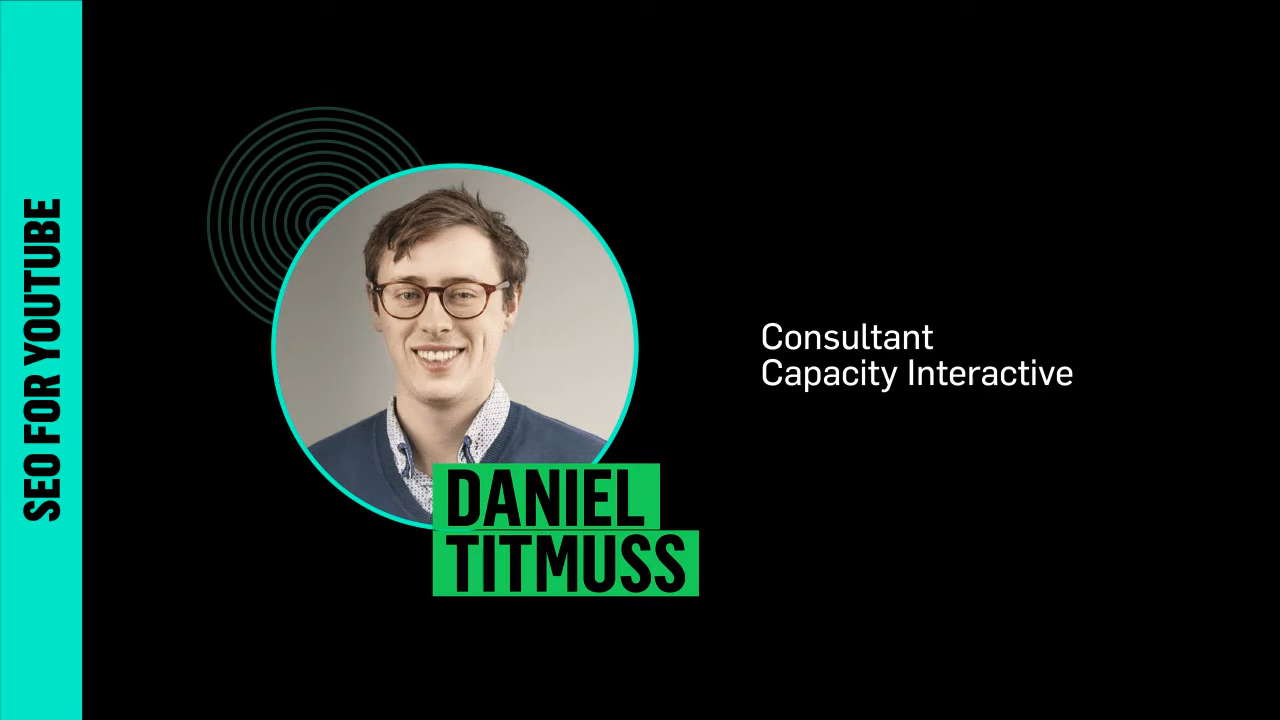 SEO FOR YOUTUBE
DANIEL
TITMUSS
Consultant
Capacity Interactive